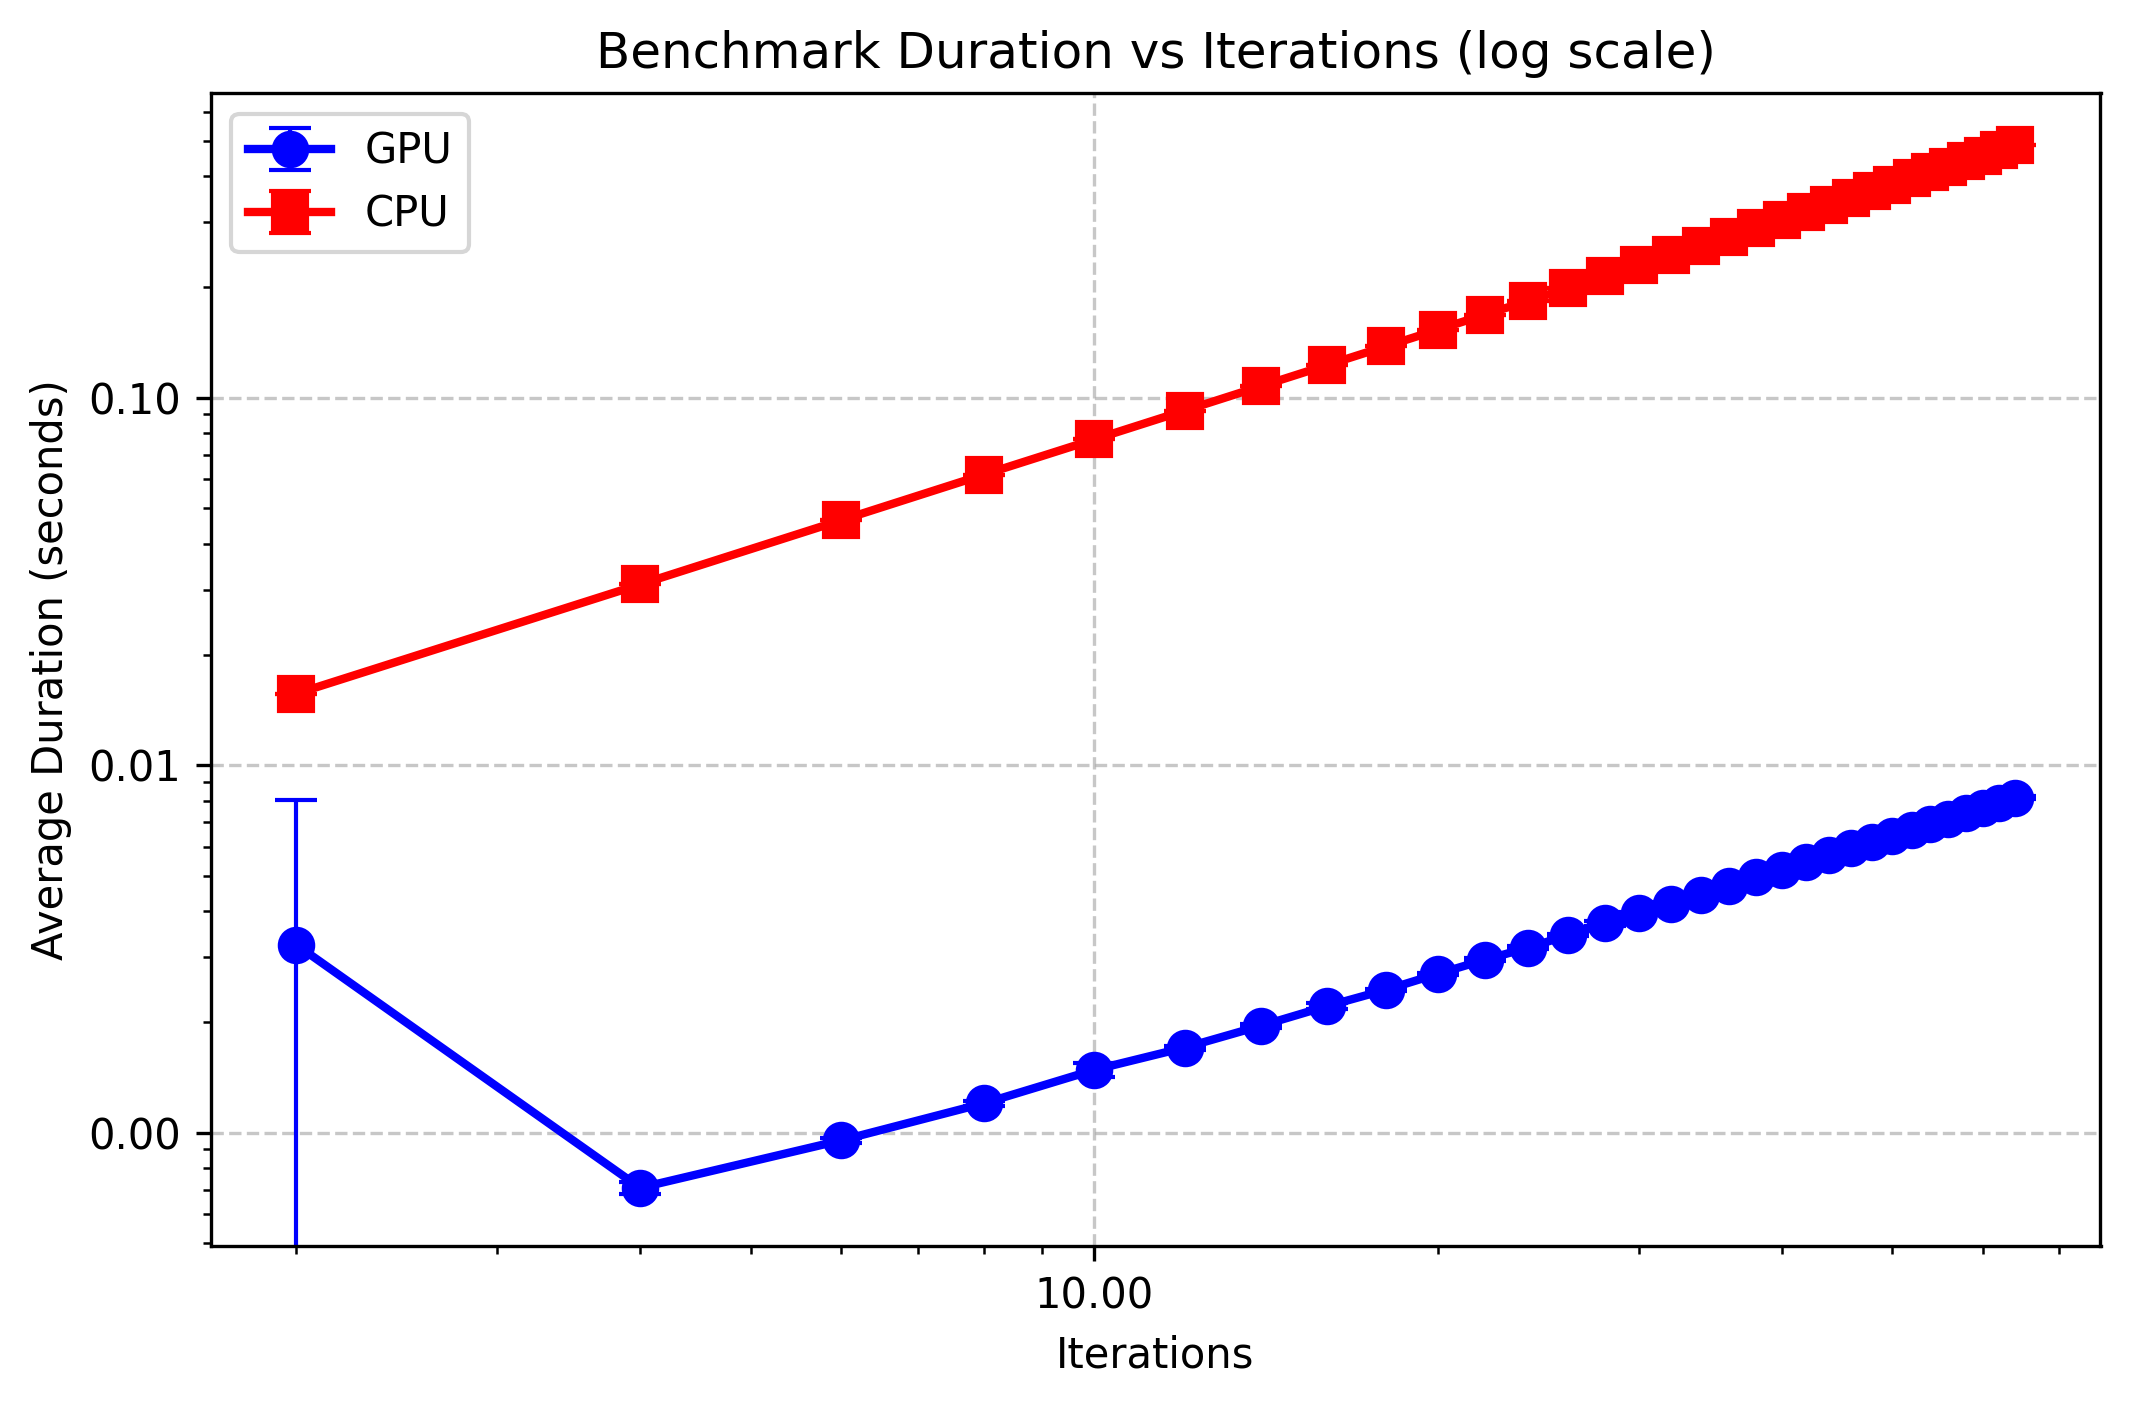 Benchmark Duration vs Iterations (log scale)
GPU
CPU
Average Duration (seconds)
0.10
0.01
0.00
10.00
Iterations